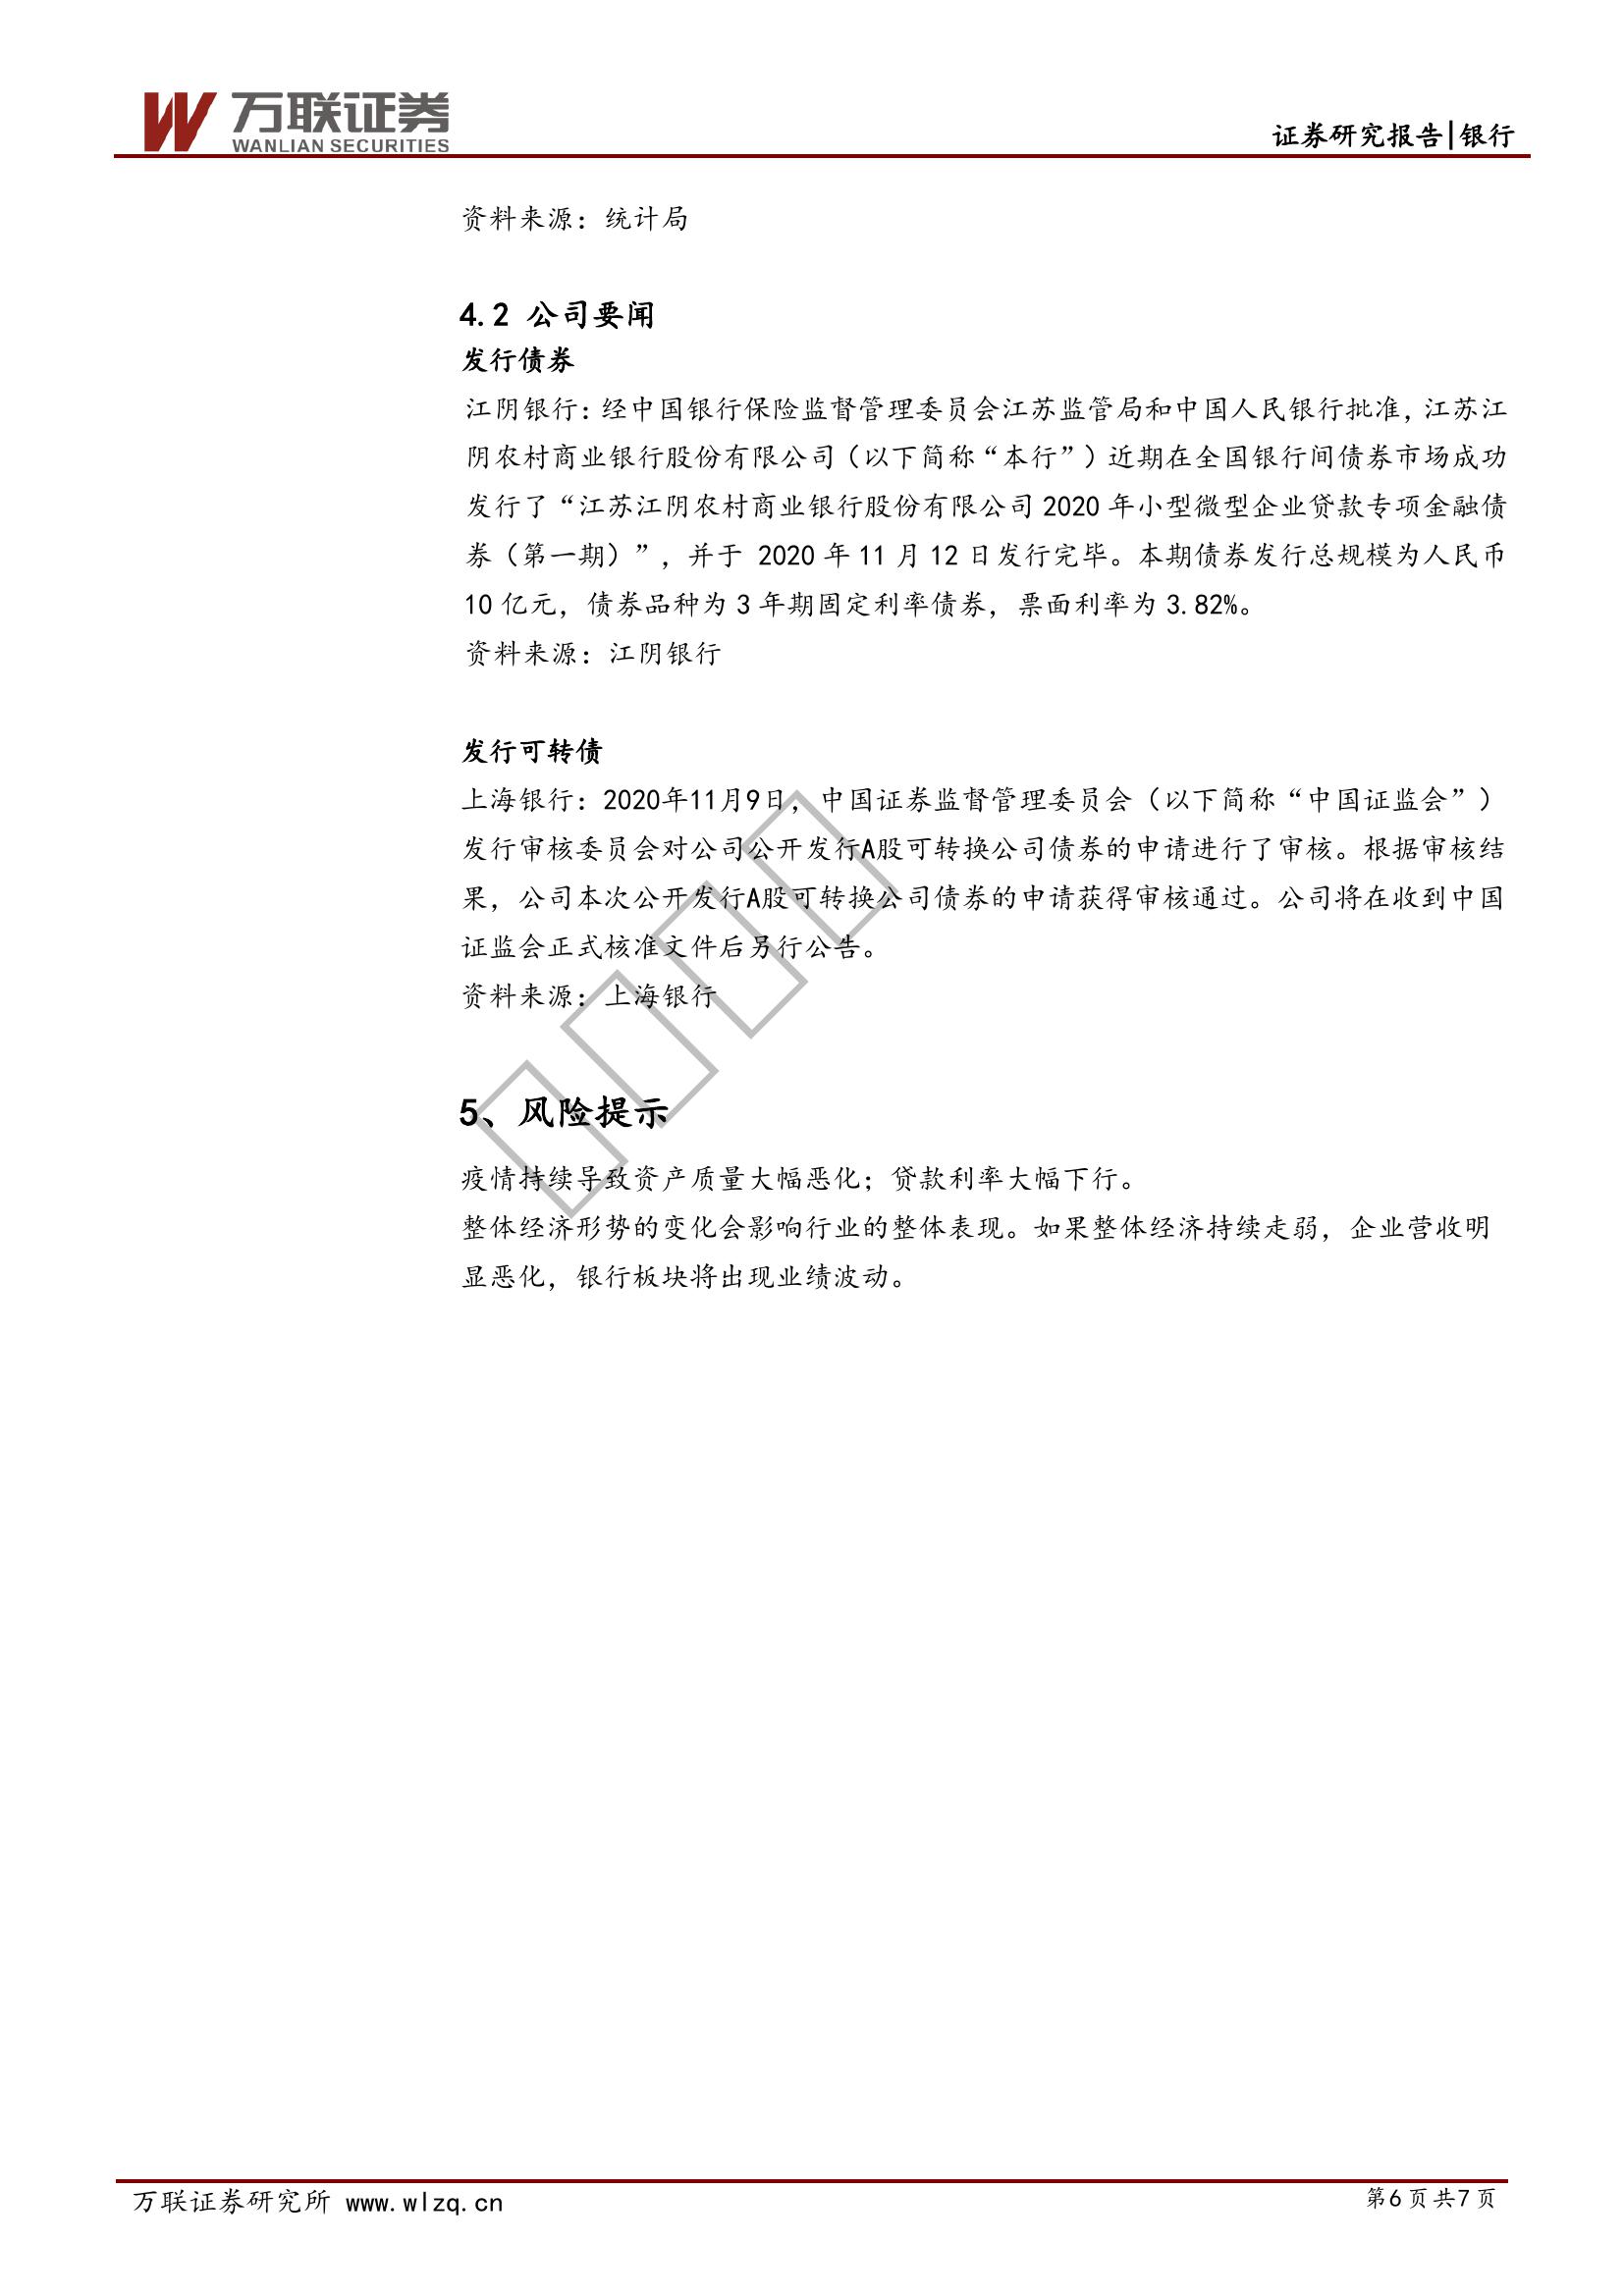 万联证券
WANLIAN SECURITIES
证券研究报告|银行
资料来源：统计局
4.2 公司要闻
发行债券
江阴银行：经中国银行保险监督管理委员会江苏监管局和中国人民银行批准，江苏江
阴农村商业银行股份有限公司（以下简称“本行”）近期在全国银行间债券市场成功
发行了“江苏江阴农村商业银行股份有限公司 2020 年小型微型企业贷款专项金融债
券（第一期）”，并于 2020 年 11 月 12 日发行完毕。本期债券发行总规模为人民币
10 亿元，债券品种为 3 年期固定利率债券，票面利率为 3.82%。
资料来源：江阴银行
发行可转债
上海银行：2020年11月9日，中国证券监督管理委员会（以下简称“中国证监会”）
发行审核委员会对公司公开发行A股可转换公司债券的申请进行了审核。根据审核结
果，公司本次公开发行A股可转换公司债券的申请获得审核通过。公司将在收到中国
证监会正式核准文件后另行公告。
资料来源：上海银行
5、风险提示
疫情持续导致资产质量大幅恶化；贷款利率大幅下行。
整体经济形势的变化会影响行业的整体表现。如果整体经济持续走弱，企业营收明
显恶化，银行板块将出现业绩波动。
万联证券研究所 www.wlzq.cn
第6页共7页